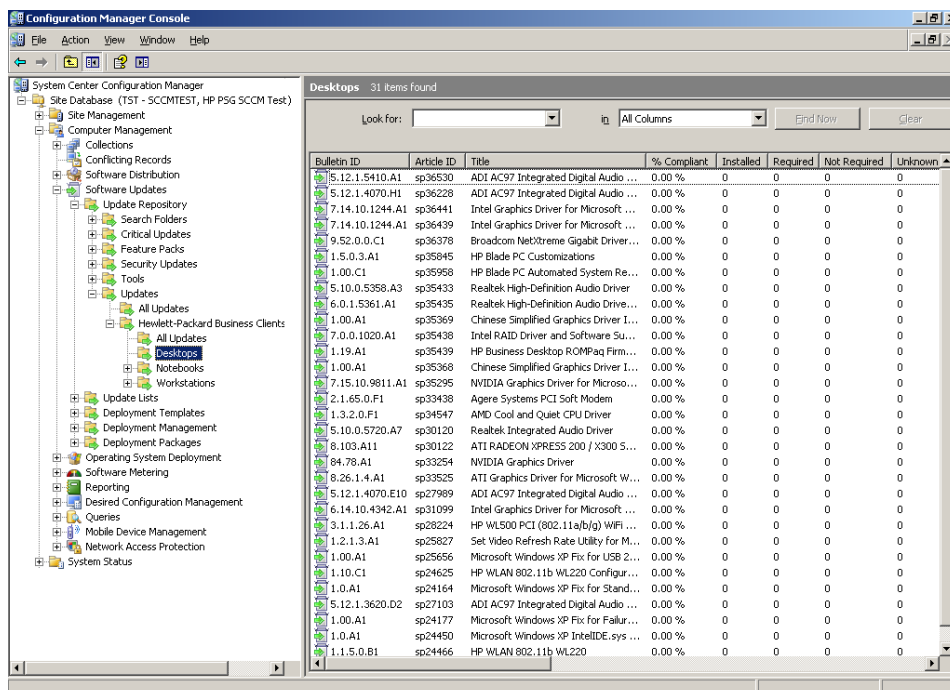 Configuration Manager Console
File Action View Window Help
System Center Configuration Manager
Site Database (TST - SCCMTEST, HP PSG SCCM Test)
Site Management
Computer Management
Collections
Conflicting Records
Software Distribution
Software Updates
Update Repository
Search Folders
Critical Updates
Feature Packs
Security Updates
Tools
Updates
All Updates
Hewlett-Packard Business Clients
All Updates
Desktops
Notebooks
Workstations
Update Lists
Deployment Templates
Deployment Management
Deployment Packages
Operating System Deployment
Software Metering
Reporting
Desired Configuration Management
Queries
Mobile Device Management
Network Access Protection
System Status
Desktops 31 items found
Look for: in All Columns Find Now Clear
Bulletin ID Article ID Title % Compliant Installed Required Not Required Unknown
5.12.1.5410.A1 sp36530 ADI AC97 Integrated Digital Audio ... 0.00 % 0 0 0 0
5.12.1.4070.H1 sp36228 ADI AC97 Integrated Digital Audio ... 0.00 % 0 0 0 0
7.14.10.1244.A1 sp36441 Intel Graphics Driver for Microsoft ... 0.00 % 0 0 0 0
7.14.10.1244.A1 sp36439 Intel Graphics Driver for Microsoft ... 0.00 % 0 0 0 0
9.52.0.0.C1 sp36378 Broadcom NetXtreme Gigabit Driver... 0.00 % 0 0 0 0
1.5.0.3.A1 sp35845 HP Blade PC Customizations 0.00 % 0 0 0 0
1.00.C1 sp35958 HP Blade PC Automated System Re... 0.00 % 0 0 0 0
5.10.0.5358.A3 sp35433 Realtek High-Definition Audio Driver 0.00 % 0 0 0 0
6.0.1.5361.A1 sp35435 Realtek High-Definition Audio Drive... 0.00 % 0 0 0 0
1.00.A1 sp35369 Chinese Simplified Graphics Driver I... 0.00 % 0 0 0 0
7.0.0.1020.A1 sp35438 Intel RAID Driver and Software Su... 0.00 % 0 0 0 0
1.19.A1 sp35439 HP Business Desktop ROMPaq Firm... 0.00 % 0 0 0 0
1.00.A1 sp35368 Chinese Simplified Graphics Driver I... 0.00 % 0 0 0 0
7.15.10.9811.A1 sp35295 NVIDIA Graphics Driver for Microso... 0.00 % 0 0 0 0
2.1.65.0.F1 sp33438 Agere Systems PCI Soft Modem 0.00 % 0 0 0 0
1.3.2.0.F1 sp34547 AMD Cool and Quiet CPU Driver 0.00 % 0 0 0 0
5.10.0.5720.A7 sp30120 Realtek Integrated Audio Driver 0.00 % 0 0 0 0
8.103.A11 sp30122 ATI RADEON XPRESS 200 / X300 S... 0.00 % 0 0 0 0
84.78.A1 sp33254 NVIDIA Graphics Driver 0.00 % 0 0 0 0
8.26.1.4.A1 sp33525 ATI Graphics Driver for Microsoft W... 0.00 % 0 0 0 0
5.12.1.4070.E10 sp27989 ADI AC97 Integrated Digital Audio ... 0.00 % 0 0 0 0
6.14.10.4342.A1 sp31099 Intel Graphics Driver for Microsoft ... 0.00 % 0 0 0 0
3.1.1.26.A1 sp28224 HP WL500 PCI (802.11a/b/g) WiFi ... 0.00 % 0 0 0 0
1.2.1.3.A1 sp25827 Set Video Refresh Rate Utility for M... 0.00 % 0 0 0 0
1.00.A1 sp25656 Microsoft Windows XP Fix for USB 2... 0.00 % 0 0 0 0
1.10.C1 sp24625 HP WLAN 802.11b WL220 Configur... 0.00 % 0 0 0 0
1.0.A1 sp24164 Microsoft Windows XP Fix for Stand... 0.00 % 0 0 0 0
5.12.1.3620.D2 sp27103 ADI AC97 Integrated Digital Audio ... 0.00 % 0 0 0 0
1.00.A1 sp24177 Microsoft Windows XP Fix for Failur... 0.00 % 0 0 0 0
1.0.A1 sp24450 Microsoft Windows XP IntelIDE.sys ... 0.00 % 0 0 0 0
1.1.5.0.B1 sp24466 HP WLAN 802.11b WL220 0.00 % 0 0 0 0